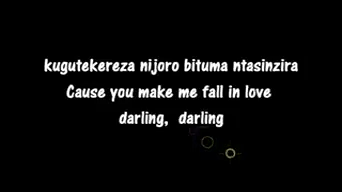 kugutekereza nijoro bituma ntasinzira
Cause you make me fall in love
darling, darling